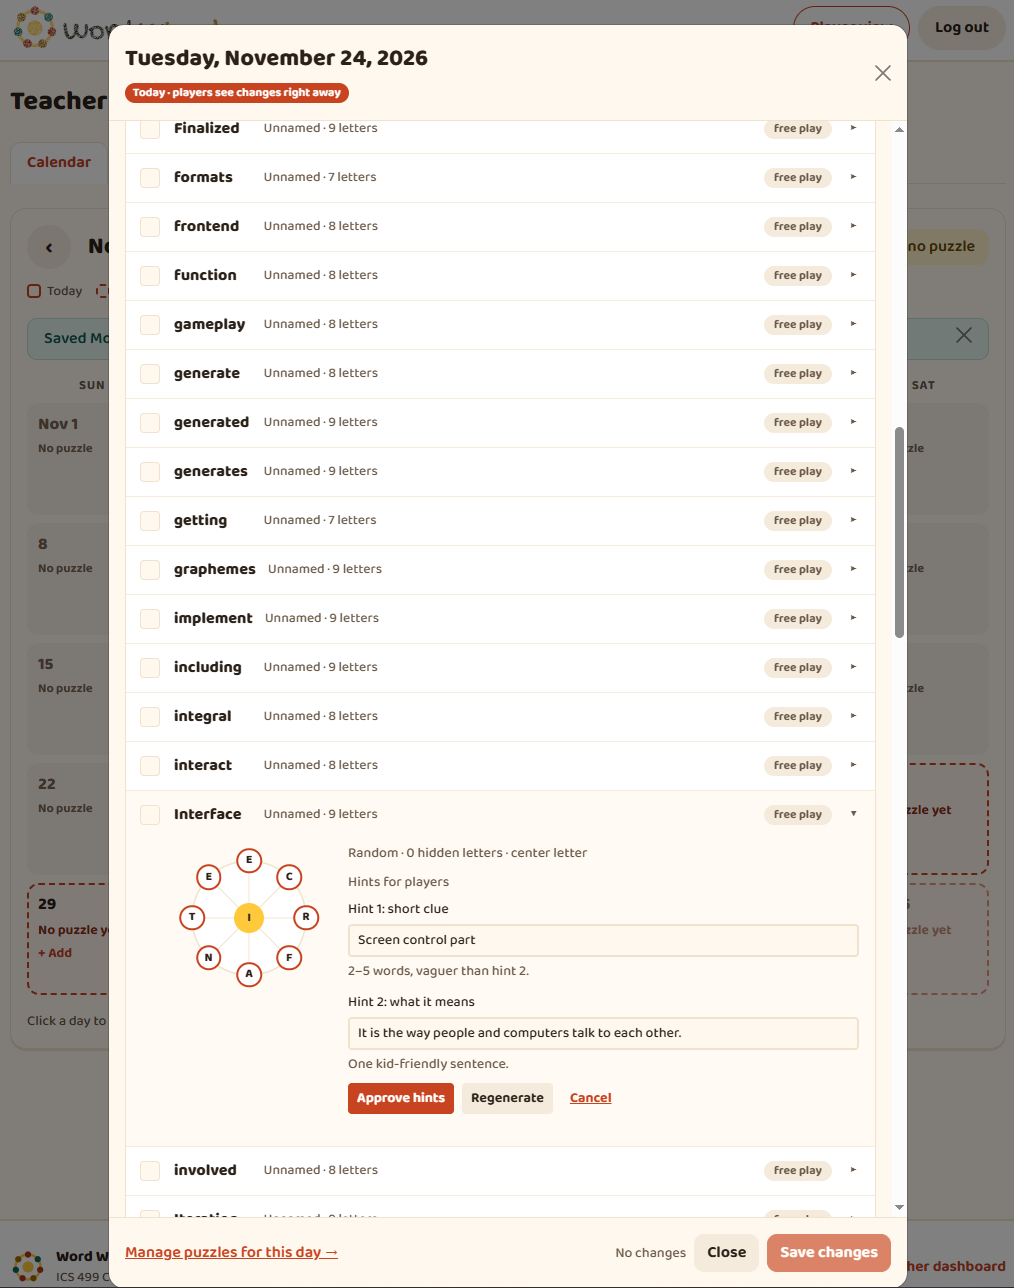 Log out
Tuesday, November 24, 2026
Today · players see changes right away
Teacher
Calendar
Finalized Unnamed · 9 letters free play
formats Unnamed · 7 letters free play
frontend Unnamed · 8 letters free play
no puzzle
function Unnamed · 8 letters free play
Today
gameplay Unnamed · 8 letters free play
generate Unnamed · 8 letters free play
SUN
SAT
generated Unnamed · 9 letters free play
Nov 1
No puzzle
generates Unnamed · 9 letters free play
getting Unnamed · 7 letters free play
8
No puzzle
graphemes Unnamed · 9 letters free play
implement Unnamed · 9 letters free play
including Unnamed · 9 letters free play
15
No puzzle
integral Unnamed · 8 letters free play
interact Unnamed · 8 letters free play
22
No puzzle
Interface Unnamed · 9 letters free play
E
E C
T I R
N F
A
Random · 0 hidden letters · center letter
Hints for players
Hint 1: short clue
Screen control part
2–5 words, vaguer than hint 2.
Hint 2: what it means
It is the way people and computers talk to each other.
One kid-friendly sentence.
Approve hints Regenerate Cancel
29
No puzzle
+ Add
Click a day to
involved Unnamed · 8 letters free play
Manage puzzles for this day →
No changes Close Save changes
Word W
ICS 499
dashboard